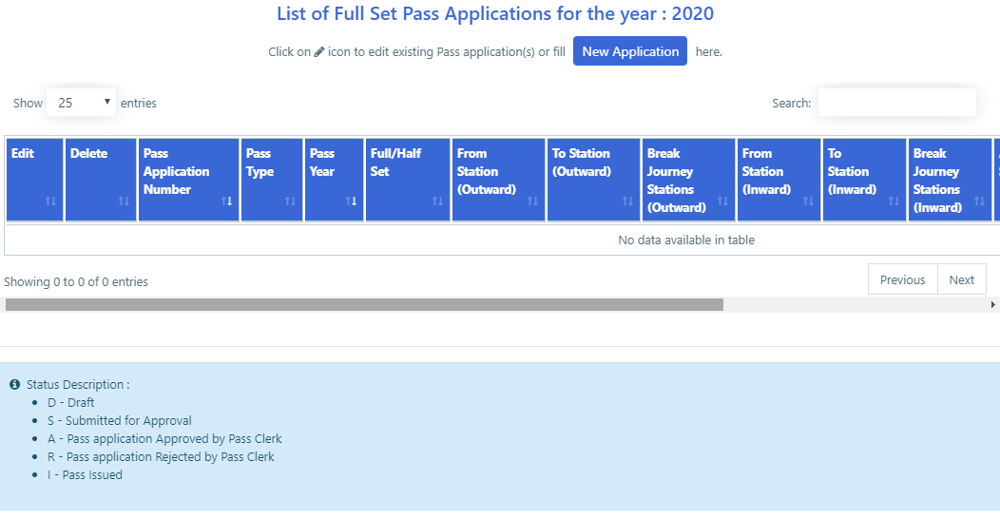 List of Full Set Pass Applications for the year : 2020
Click on icon to edit existing Pass application(s) or fill New Application here.
Show 25 entries Search:
Edit Delete Pass Application Number Pass Type Pass Year Full/Half Set From Station (Outward) To Station (Outward) Break Journey Stations (Outward) From Station (Inward) To Station (Inward) Break Journey Stations (Inward)
No data available in table
Showing 0 to 0 of 0 entries Previous Next
Status Description :
D - Draft
S - Submitted for Approval
A - Pass application Approved by Pass Clerk
R - Pass application Rejected by Pass Clerk
I - Pass Issued